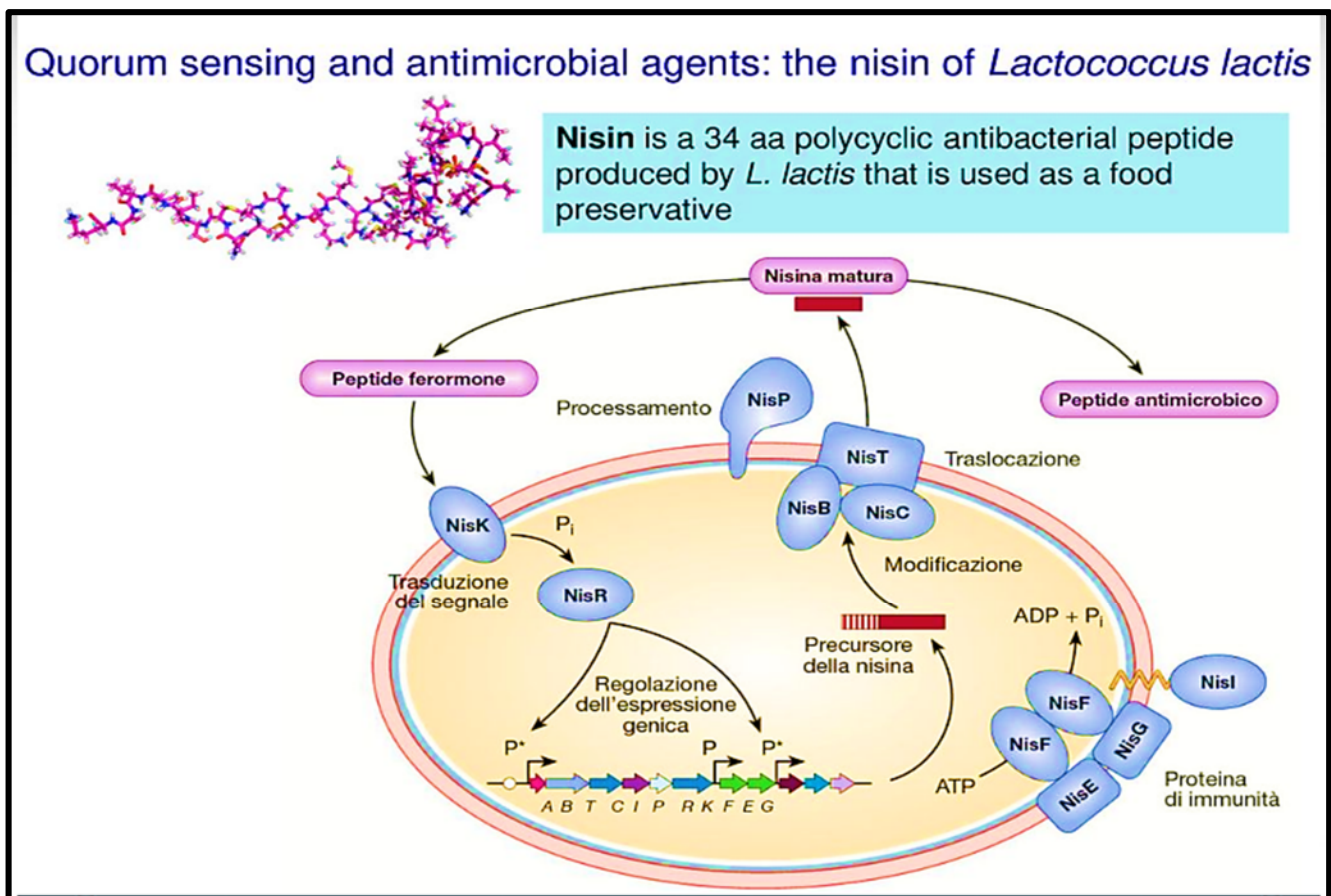 Quorum sensing and antimicrobial agents: the nisin of Lactococcus lactis
Nisin is a 34 aa polycyclic antibacterial peptide
produced by L. lactis that is used as a food
preservative
Nisina matura
Peptide ferormone
Peptide antimicrobico
Processamento
NisP
NisT
Traslocazione
NisB
NisC
NisK
Pi
Modificazione
Trasduzione
del segnale
NisR
ADP + Pi
Precursore
della nisina
NisI
Regolazione
dell'espressione
genica
NisF
NisF
NisG
P*
P
P*
ATP
NisE
Proteina
di immunità
A B T C I P R K F E G